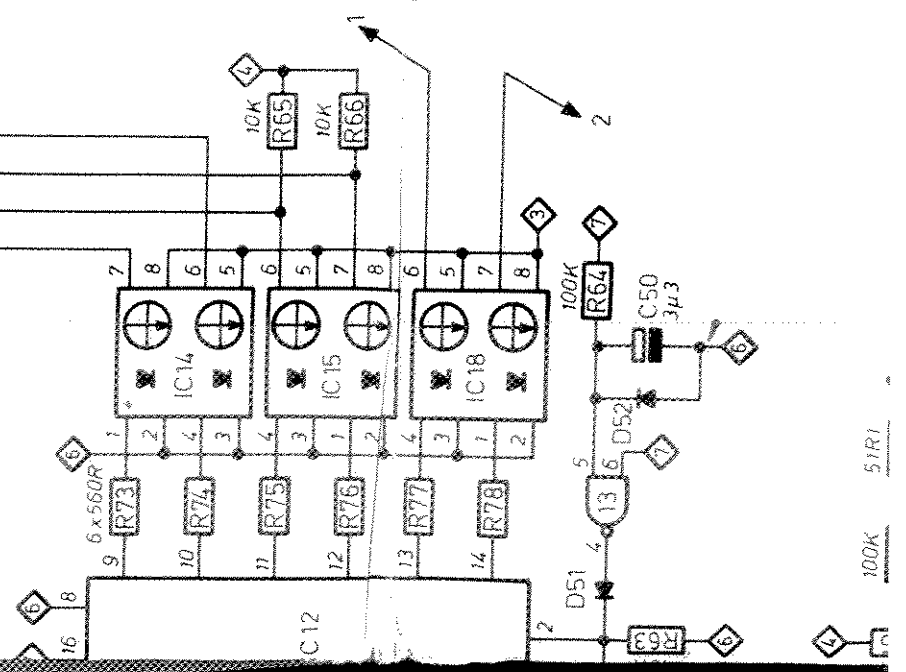 1
4
10K
R65
10K
R66
2
3
7
7 8 6 5 6 5 7 8 6 5 7 8
100K
R64
C50
3µ3
6
IC14
IC15
IC18
D52
6
1 2 4 3 4 3 1 2 4 3 1 2
5
6
7
6x560R
R73
R74
R75
R76
R77
R78
13
4
9 10 11 12 13 14
D51
51R1
100K
6
8
16
IC12
2
R63
6
4